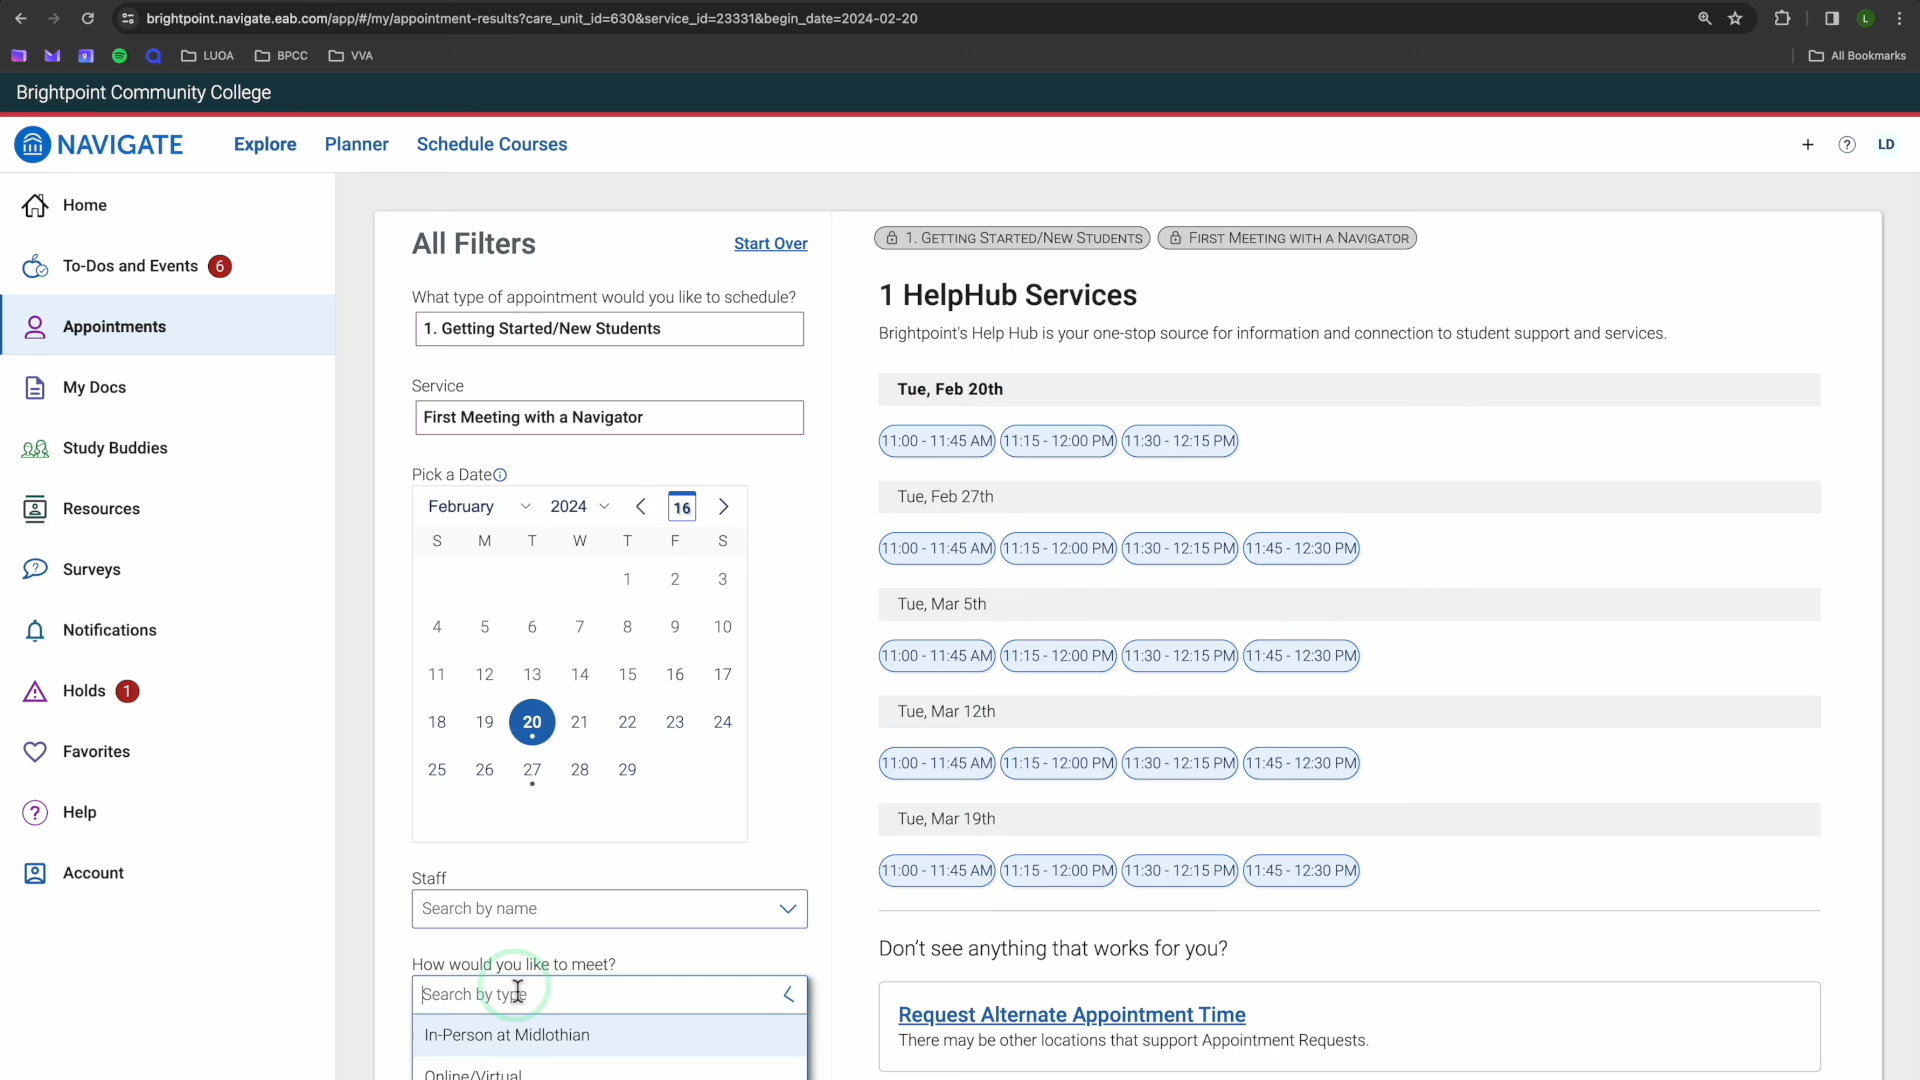 brightpoint.navigate.eab.com/app/#/my/appointment-results?care_unit_id=630&service_id=23331&begin_date=2024-02-20
L
9
LUOA BPCC VVA All Bookmarks
Brightpoint Community College
NAVIGATE Explore Planner Schedule Courses + ? LD
Home
To-Dos and Events 6
Appointments
My Docs
Study Buddies
Resources
Surveys
Notifications
Holds 1
Favorites
Help
Account
All Filters Start Over
What type of appointment would you like to schedule?
1. Getting Started/New Students
Service
First Meeting with a Navigator
Pick a Date
February 2024 16
S M T W T F S
1 2 3
4 5 6 7 8 9 10
11 12 13 14 15 16 17
18 19 20 21 22 23 24
25 26 27 28 29
Staff
Search by name
How would you like to meet?
Search by type
In-Person at Midlothian
Online/Virtual
1. GETTING STARTED/NEW STUDENTS FIRST MEETING WITH A NAVIGATOR
1 HelpHub Services
Brightpoint's Help Hub is your one-stop source for information and connection to student support and services.
Tue, Feb 20th
11:00 - 11:45 AM 11:15 - 12:00 PM 11:30 - 12:15 PM
Tue, Feb 27th
11:00 - 11:45 AM 11:15 - 12:00 PM 11:30 - 12:15 PM 11:45 - 12:30 PM
Tue, Mar 5th
11:00 - 11:45 AM 11:15 - 12:00 PM 11:30 - 12:15 PM 11:45 - 12:30 PM
Tue, Mar 12th
11:00 - 11:45 AM 11:15 - 12:00 PM 11:30 - 12:15 PM 11:45 - 12:30 PM
Tue, Mar 19th
11:00 - 11:45 AM 11:15 - 12:00 PM 11:30 - 12:15 PM 11:45 - 12:30 PM
Don't see anything that works for you?
Request Alternate Appointment Time
There may be other locations that support Appointment Requests.